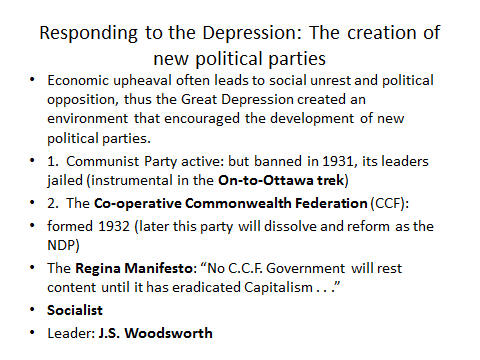 Responding to the Depression: The creation of
new political parties
• Economic upheaval often leads to social unrest and political
opposition, thus the Great Depression created an
environment that encouraged the development of new
political parties.
• 1.  Communist Party active: but banned in 1931, its leaders
jailed (instrumental in the On-to-Ottawa trek)
• 2.  The Co-operative Commonwealth Federation (CCF):
• formed 1932 (later this party will dissolve and reform as the
NDP)
• The Regina Manifesto: “No C.C.F. Government will rest
content until it has eradicated Capitalism . . .”
• Socialist
• Leader: J.S. Woodsworth